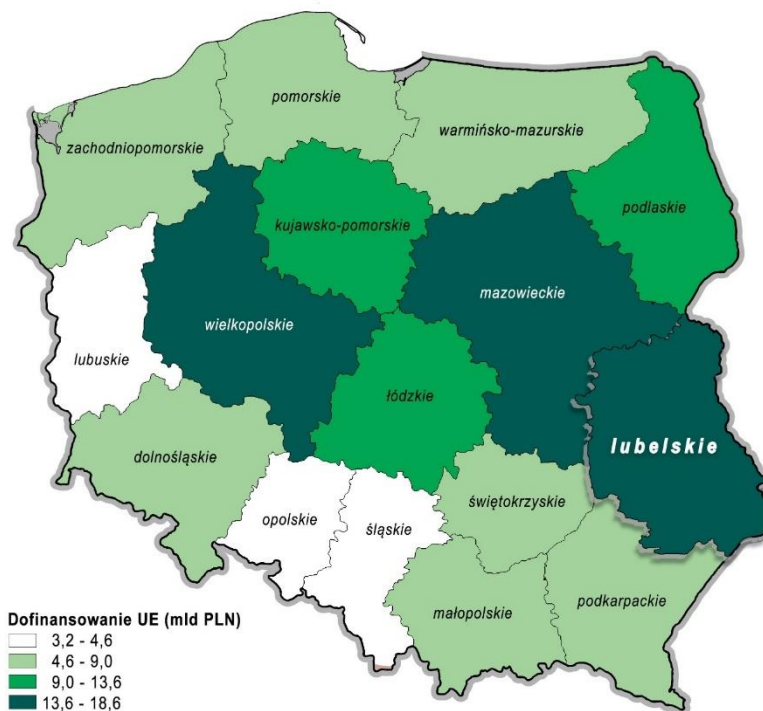 pomorskie
warmińsko-mazurskie
zachodniopomorskie
podlaskie
kujawsko-pomorskie
mazowieckie
wielkopolskie
lubuskie
łódzkie
lubelskie
dolnośląskie
świętokrzyskie
opolskie
śląskie
podkarpackie
małopolskie
Dofinansowanie UE (mld PLN)
3,2 - 4,6
4,6 - 9,0
9,0 - 13,6
13,6 - 18,6